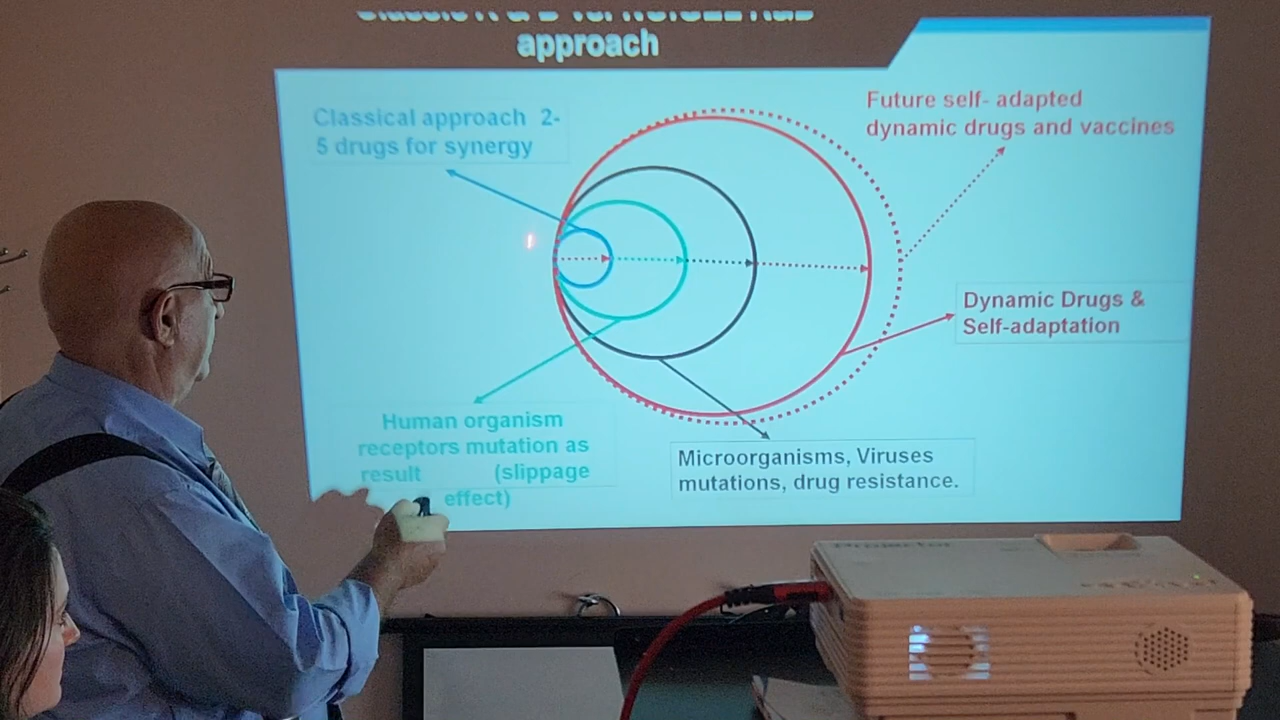 approach
Classical approach 2-
5 drugs for synergy
Future self- adapted
dynamic drugs and vaccines
Dynamic Drugs &
Self-adaptation
Human organism
receptors mutation as
result (slippage
effect)
Microorganisms, Viruses
mutations, drug resistance.
Projector